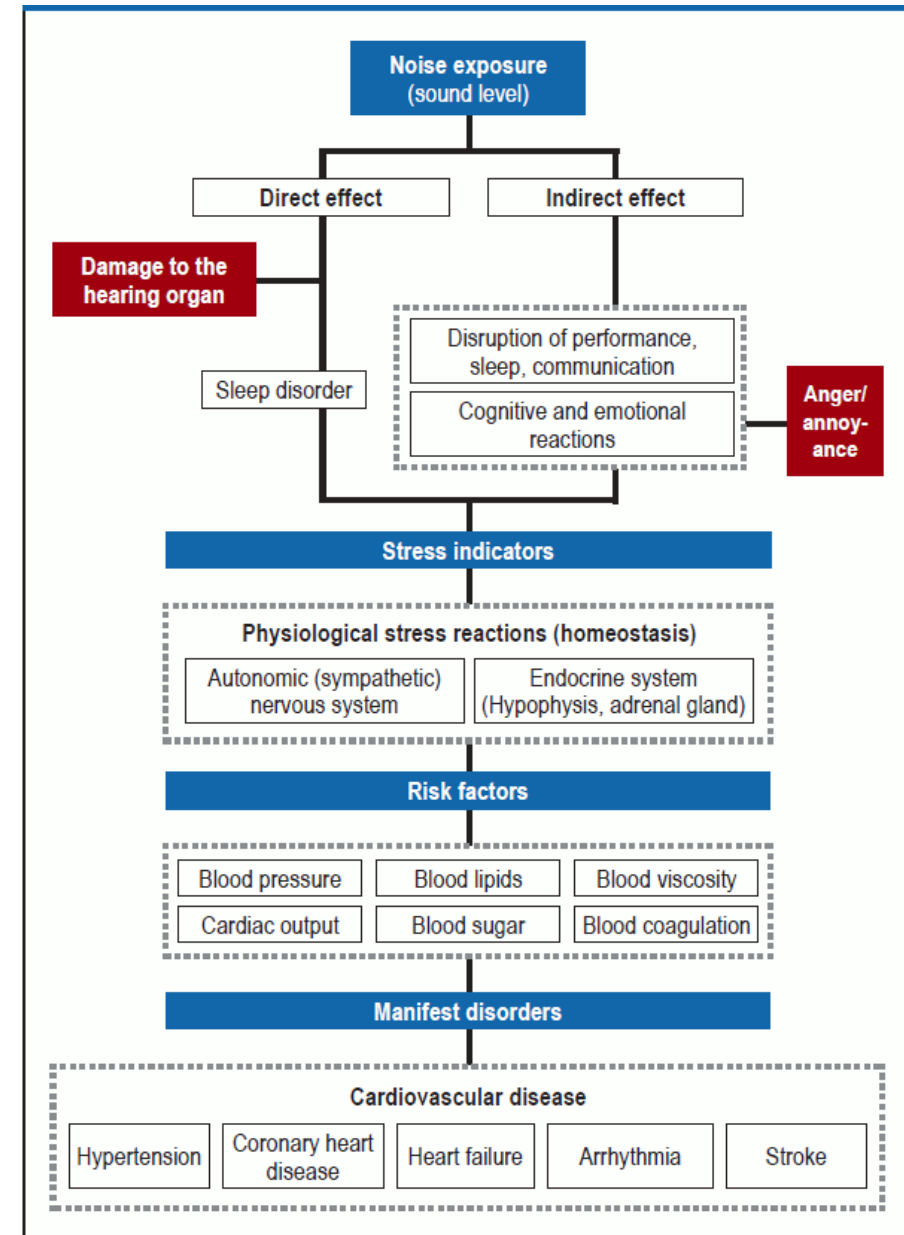 Noise exposure
(sound level)
Direct effect
Indirect effect
Damage to the
hearing organ
Disruption of performance,
sleep, communication
Sleep disorder
Cognitive and emotional
reactions
Anger/
annoy-
ance
Stress indicators
Physiological stress reactions (homeostasis)
Autonomic (sympathetic)
nervous system
Endocrine system
(Hypophysis, adrenal gland)
Risk factors
Blood pressure
Blood lipids
Blood viscosity
Cardiac output
Blood sugar
Blood coagulation
Manifest disorders
Cardiovascular disease
Hypertension
Coronary heart
disease
Heart failure
Arrhythmia
Stroke